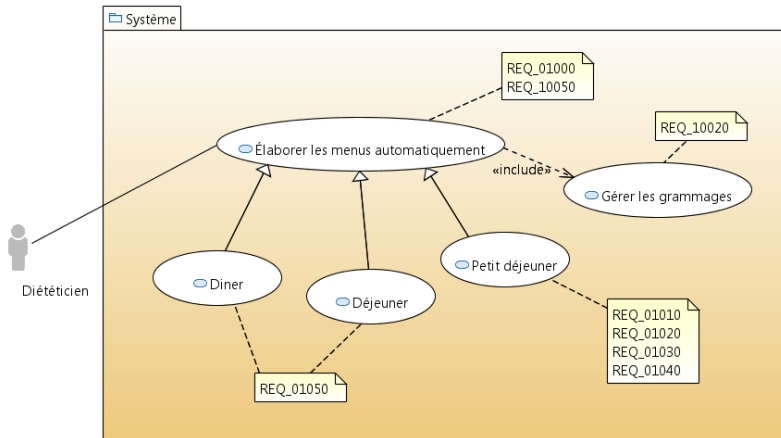 Système
REQ_01000
REQ_10050
REQ_10020
Élaborer les menus automatiquement
«include»
Gérer les grammages
Diététicien
Diner
Déjeuner
Petit déjeuner
REQ_01010
REQ_01020
REQ_01030
REQ_01040
REQ_01050